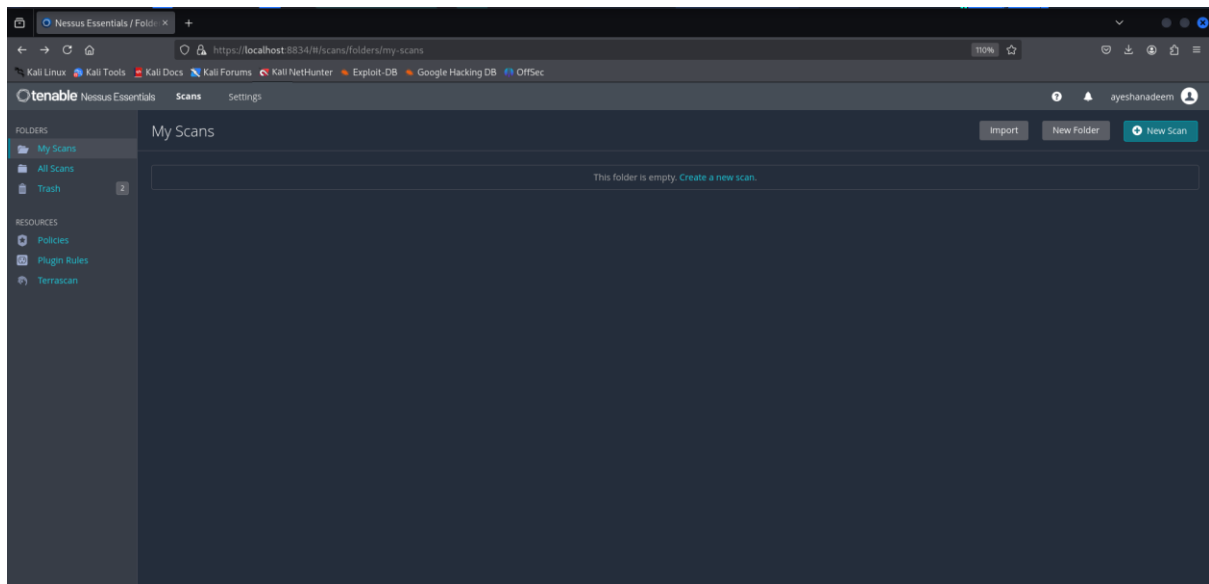 Nessus Essentials / Folde
https://localhost:8834/#/scans/folders/my-scans 110%
Kali Linux Kali Tools Kali Docs Kali Forums Kali NetHunter Exploit-DB Google Hacking DB OffSec
tenable Nessus Essentials Scans Settings ayeshanadeem
FOLDERS
My Scans
All Scans
Trash 2
RESOURCES
Policies
Plugin Rules
Terrascan
My Scans Import New Folder New Scan
This folder is empty. Create a new scan.